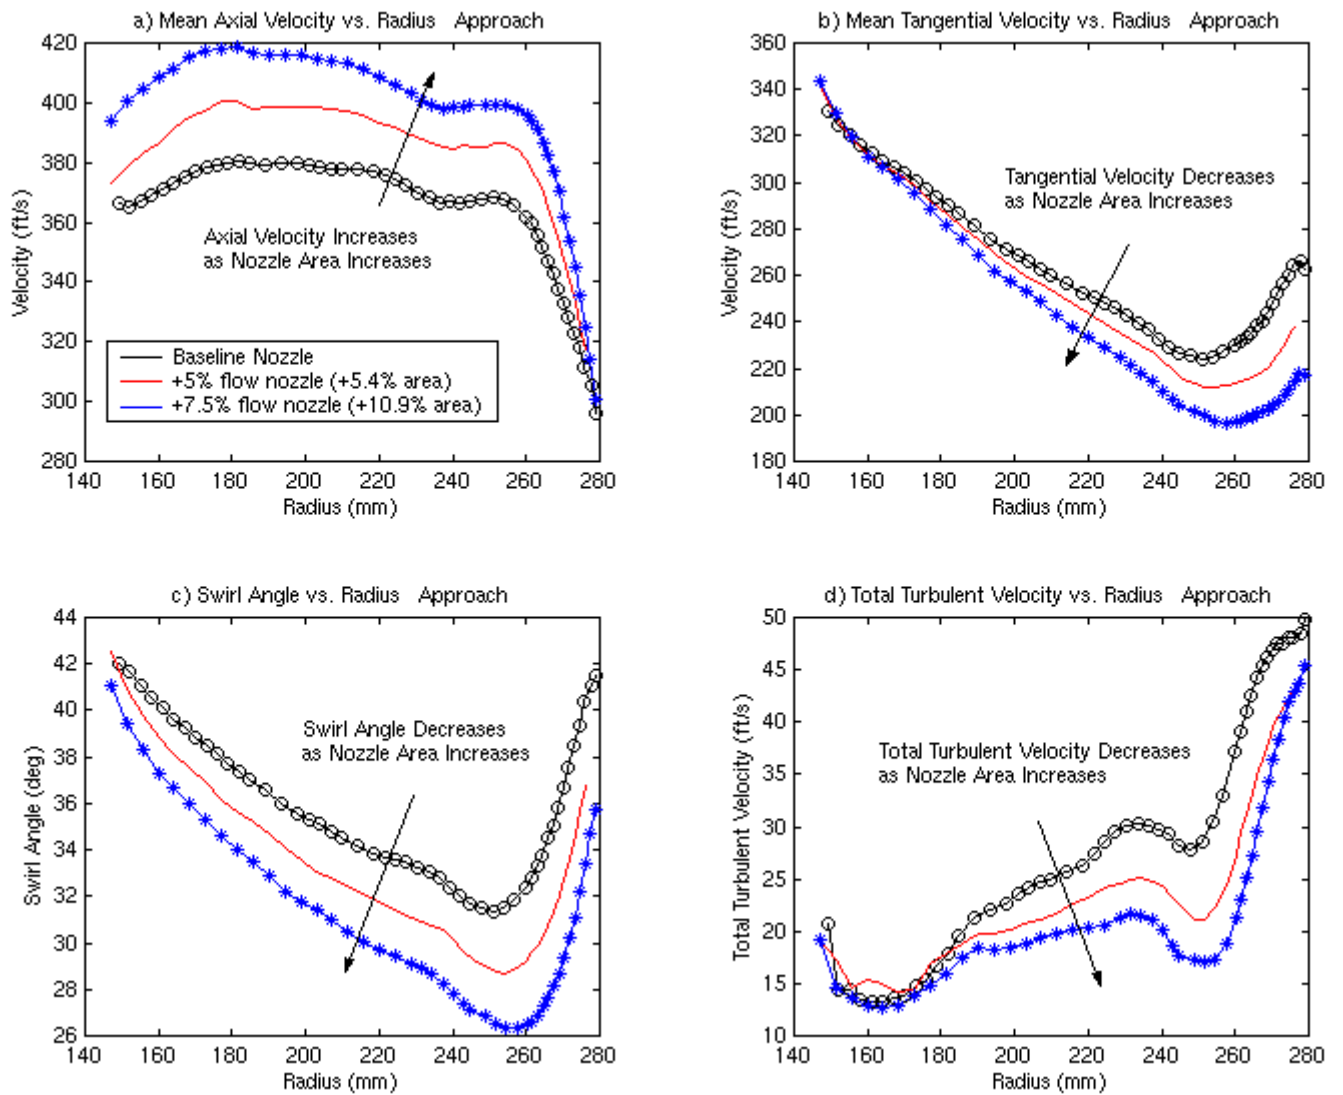 a) Mean Axial Velocity vs. Radius Approach
420
400
380
360
340
320
300
280
Velocity (ft/s)
Axial Velocity Increases
as Nozzle Area Increases
Baseline Nozzle
+5% flow nozzle (+5.4% area)
+7.5% flow nozzle (+10.9% area)
140 160 180 200 220 240 260 280
Radius (mm)
b) Mean Tangential Velocity vs. Radius Approach
360
340
320
300
280
260
240
220
200
180
Velocity (ft/s)
Tangential Velocity Decreases
as Nozzle Area Increases
140 160 180 200 220 240 260 280
Radius (mm)
c) Swirl Angle vs. Radius Approach
44
42
40
38
36
34
32
30
28
26
Swirl Angle (deg)
Swirl Angle Decreases
as Nozzle Area Increases
140 160 180 200 220 240 260 280
Radius (mm)
d) Total Turbulent Velocity vs. Radius Approach
50
45
40
35
30
25
20
15
10
Total Turbulent Velocity (ft/s)
Total Turbulent Velocity Decreases
as Nozzle Area Increases
140 160 180 200 220 240 260 280
Radius (mm)